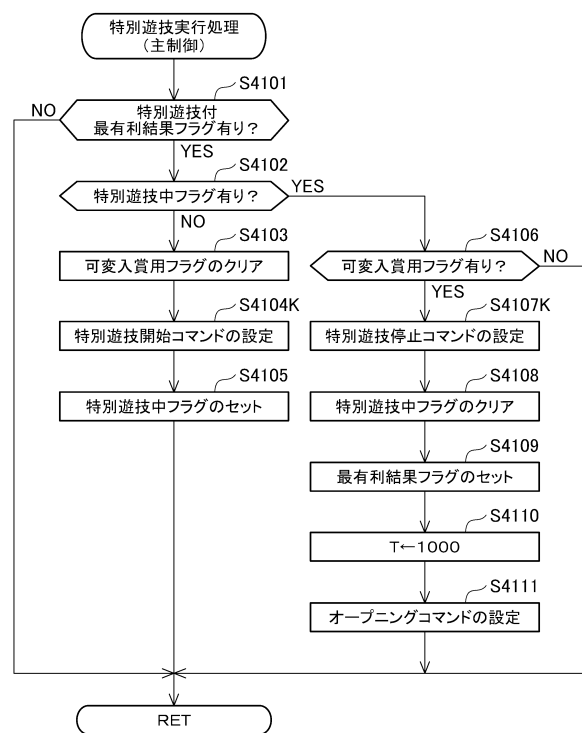 特別遊技実行処理
(主制御)
S4101
NO
特別遊技付
最有利結果フラグ有り?
YES
S4102
特別遊技中フラグ有り?
YES
NO
S4103
可変入賞用フラグのクリア
S4106
可変入賞用フラグ有り?
NO
YES
S4104K
特別遊技開始コマンドの設定
S4107K
特別遊技停止コマンドの設定
S4105
特別遊技中フラグのセット
S4108
特別遊技中フラグのクリア
S4109
最有利結果フラグのセット
S4110
T←1000
S4111
オープニングコマンドの設定
RET